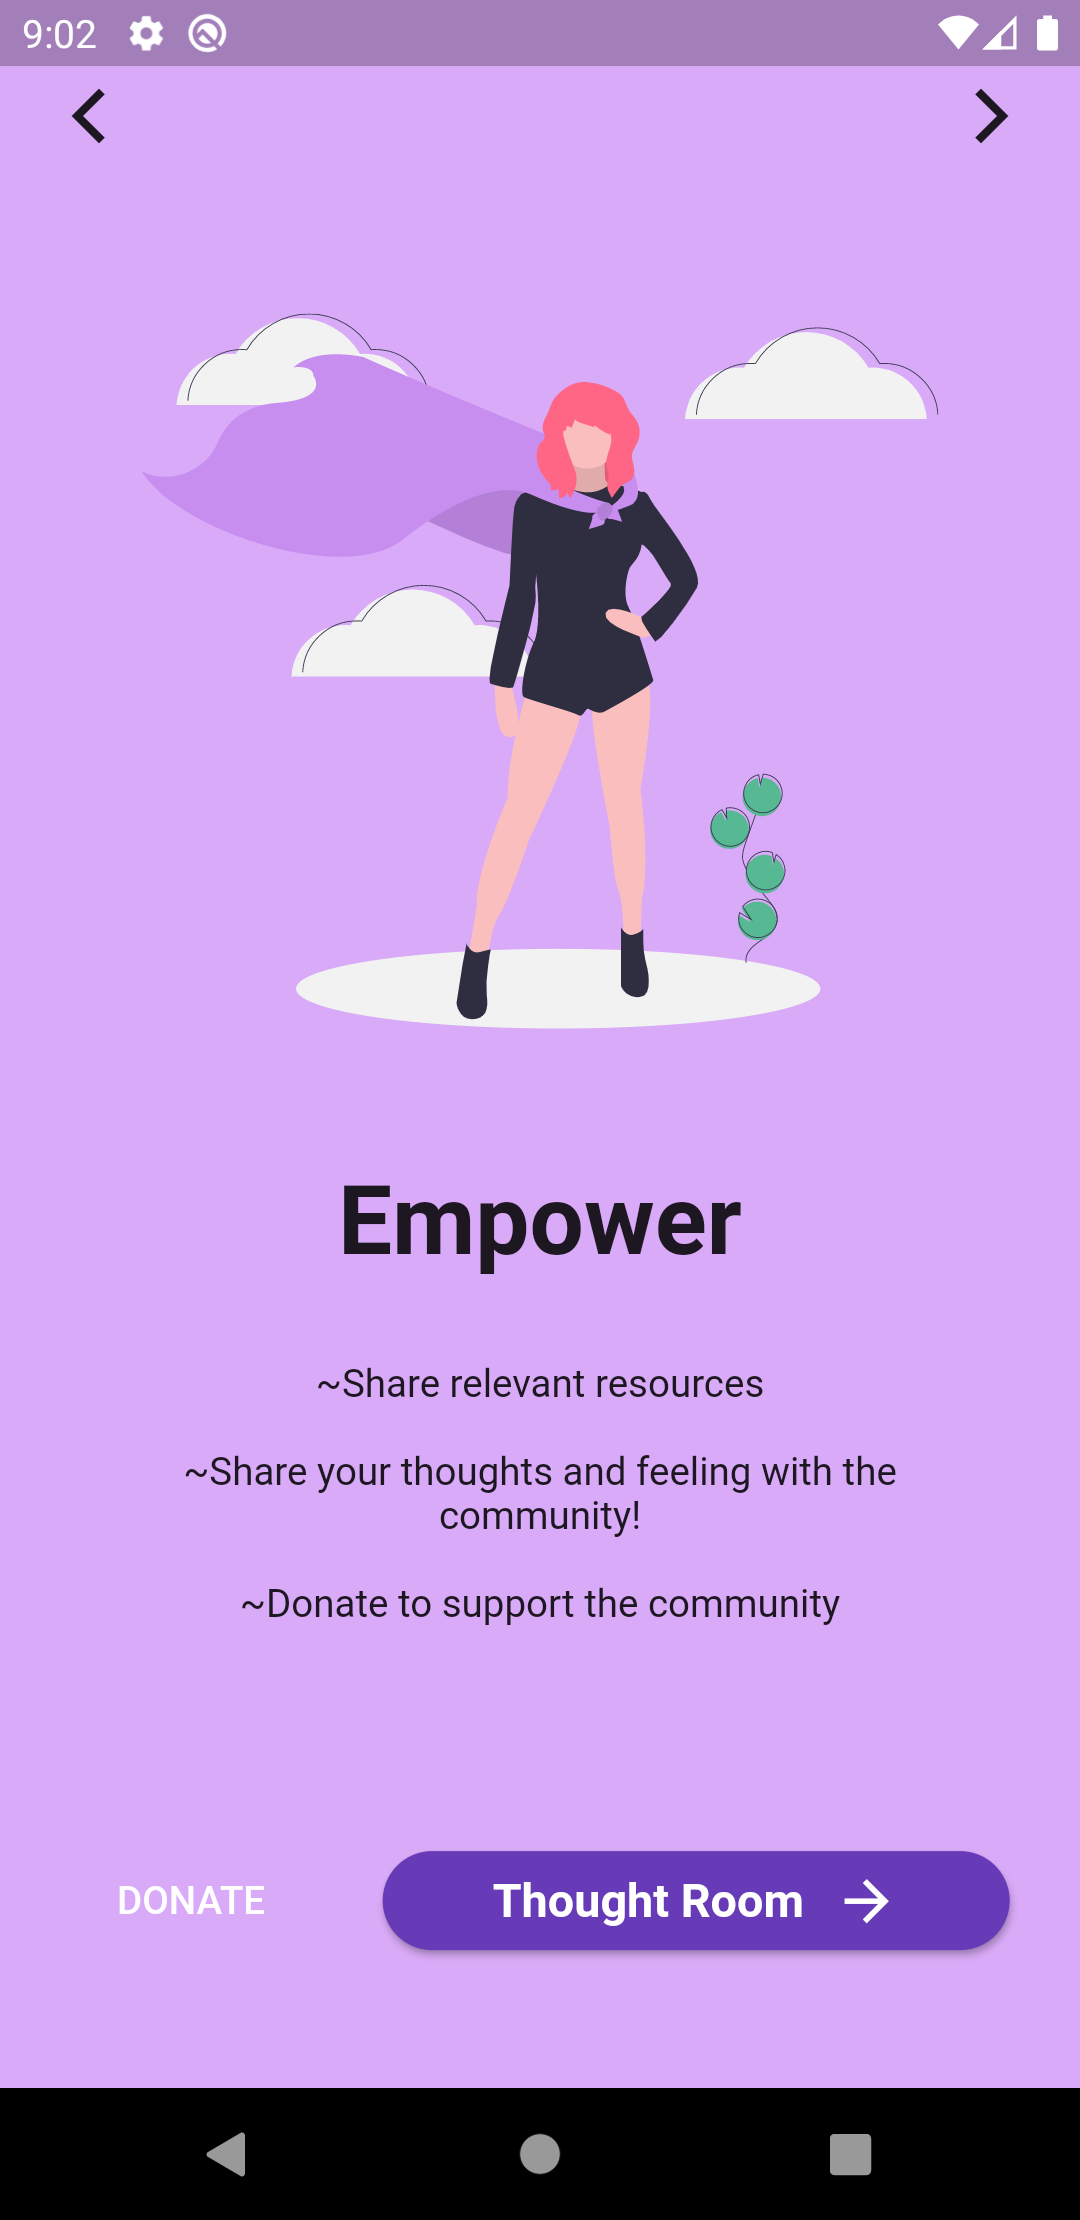 9:02
Empower
~Share relevant resources
~Share your thoughts and feeling with the
community!
~Donate to support the community
DONATE
Thought Room